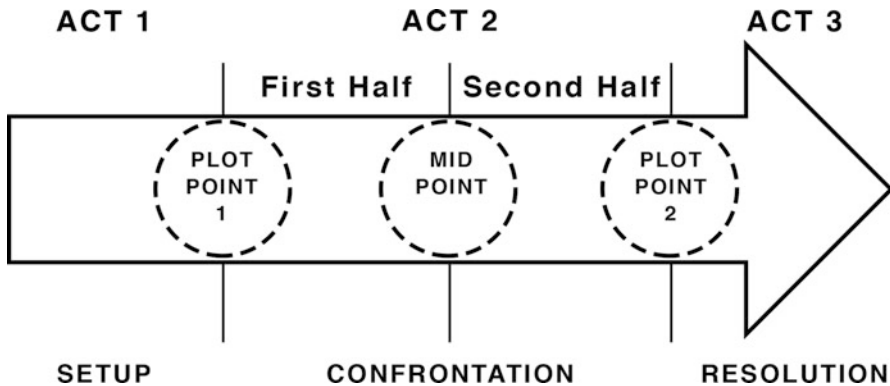 ACT 1 ACT 2 ACT 3
First Half Second Half
PLOT
POINT
1
MID
POINT
PLOT
POINT
2
SETUP CONFRONTATION RESOLUTION